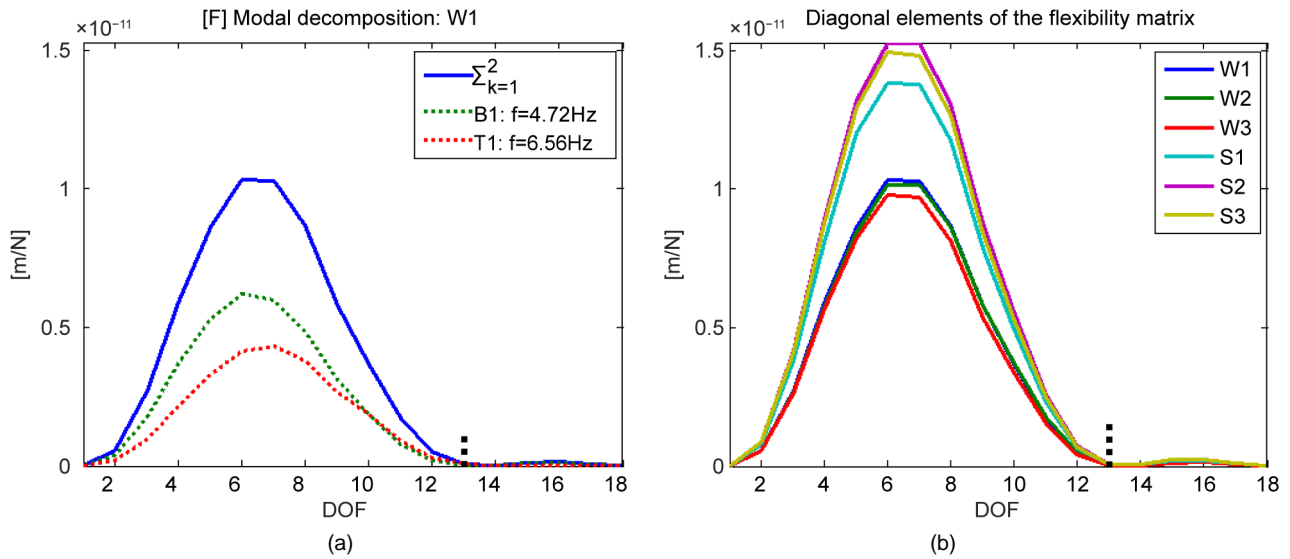 [F] Modal decomposition: W1
×10⁻¹¹
1.5
1
0.5
0
[m/N]
2 4 6 8 10 12 14 16 18
DOF
Σ²k=1
B1: f=4.72Hz
T1: f=6.56Hz
(a)
Diagonal elements of the flexibility matrix
×10⁻¹¹
1.5
1
0.5
0
[m/N]
2 4 6 8 10 12 14 16 18
DOF
W1
W2
W3
S1
S2
S3
(b)